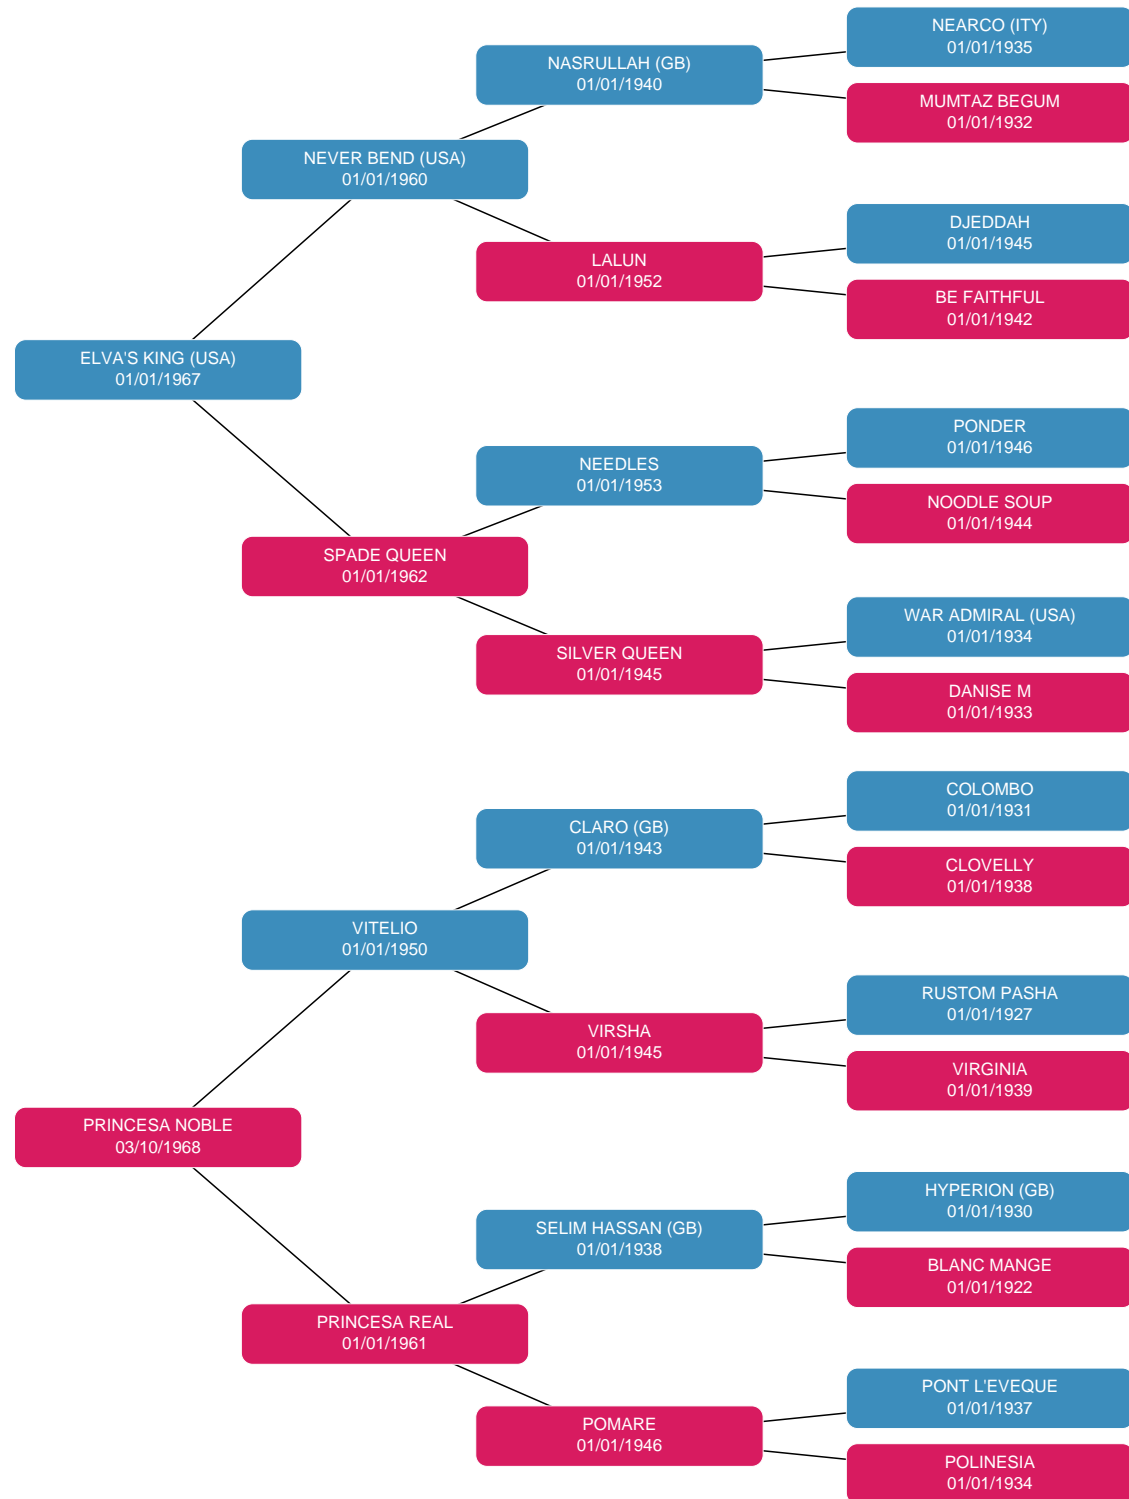 NEARCO (ITY)
01/01/1935
NASRULLAH (GB)
01/01/1940
MUMTAZ BEGUM
01/01/1932
NEVER BEND (USA)
01/01/1960
DJEDDAH
01/01/1945
LALUN
01/01/1952
BE FAITHFUL
01/01/1942
ELVA'S KING (USA)
01/01/1967
PONDER
01/01/1946
NEEDLES
01/01/1953
NOODLE SOUP
01/01/1944
SPADE QUEEN
01/01/1962
WAR ADMIRAL (USA)
01/01/1934
SILVER QUEEN
01/01/1945
DANISE M
01/01/1933
COLOMBO
01/01/1931
CLARO (GB)
01/01/1943
CLOVELLY
01/01/1938
VITELIO
01/01/1950
RUSTOM PASHA
01/01/1927
VIRSHA
01/01/1945
VIRGINIA
01/01/1939
PRINCESA NOBLE
03/10/1968
HYPERION (GB)
01/01/1930
SELIM HASSAN (GB)
01/01/1938
BLANC MANGE
01/01/1922
PRINCESA REAL
01/01/1961
PONT L'EVEQUE
01/01/1937
POMARE
01/01/1946
POLINESIA
01/01/1934